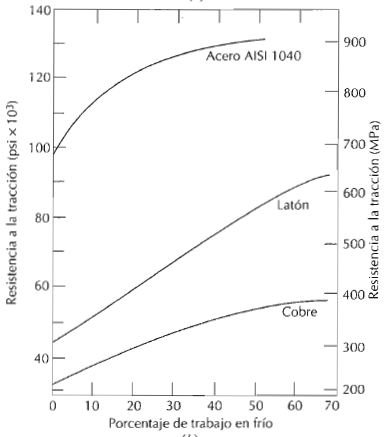 140
120
100
80
60
40
Resistencia a la tracción (psi × 10³)
Acero AISI 1040
Latón
Cobre
900
800
700
600
500
400
300
200
Resistencia a la tracción (MPa)
0 10 20 30 40 50 60 70
Porcentaje de trabajo en frío